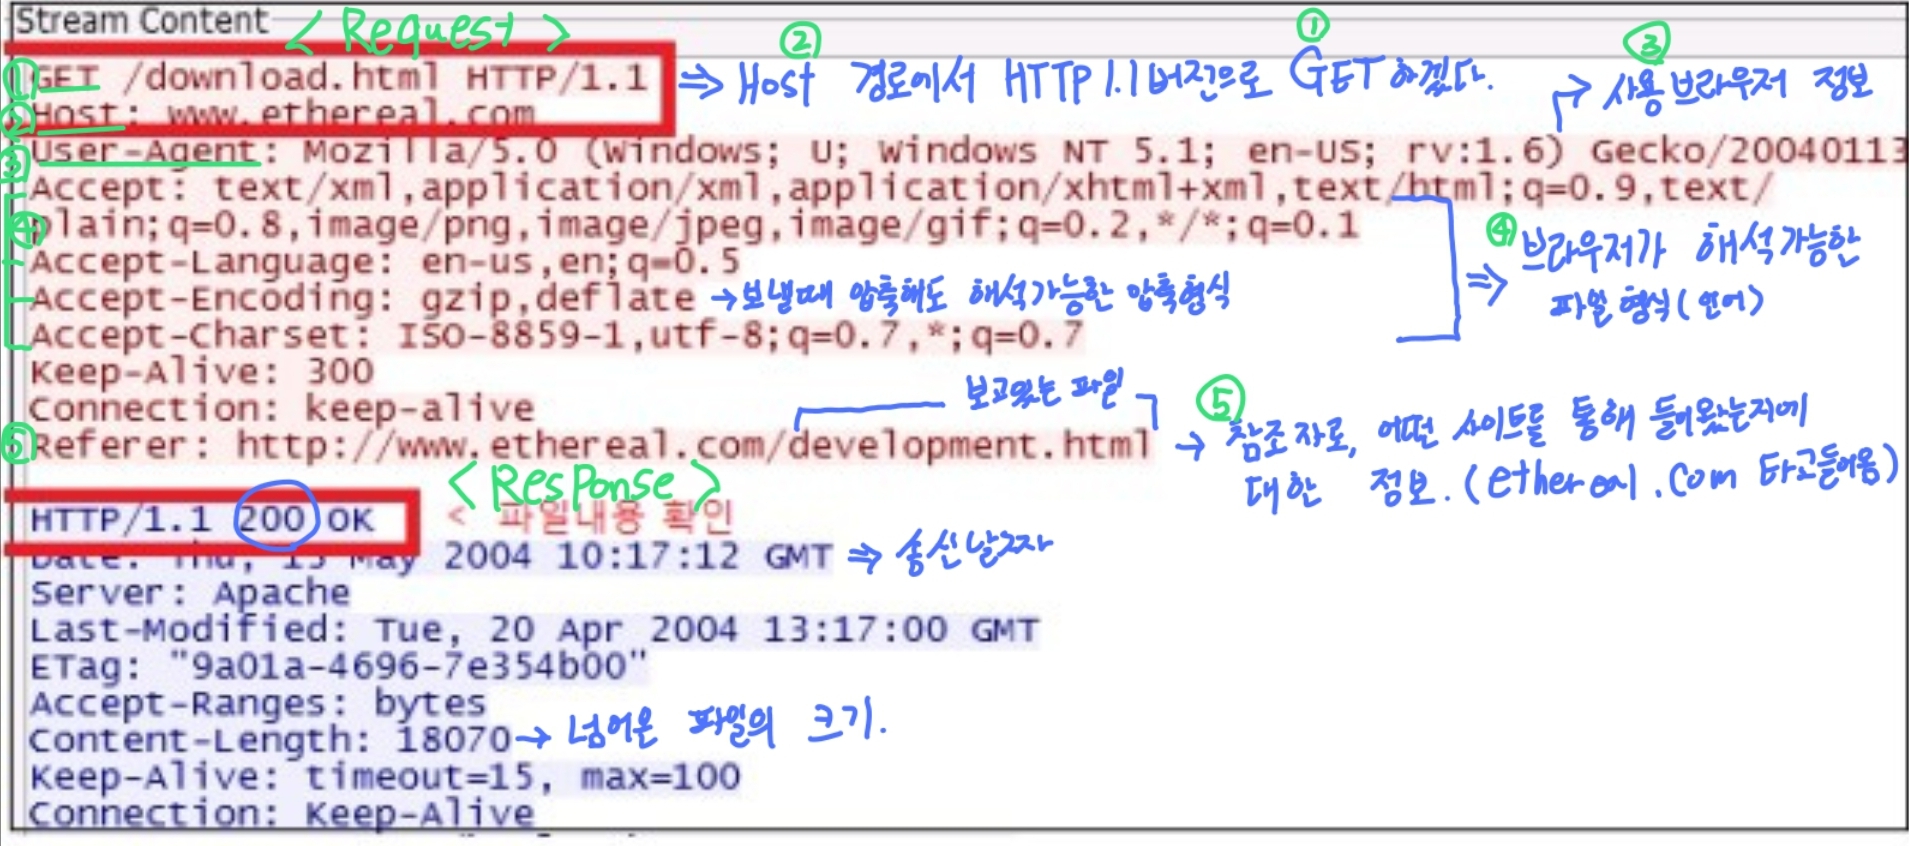 Stream Content
< Request >
① GET /download.html HTTP/1.1
② Host: www.ethereal.com
⇒ ② Host 경로에서 HTTP 1.1 버전으로 ① GET 하겠다.
③ User-Agent: Mozilla/5.0 (Windows; U; Windows NT 5.1; en-US; rv:1.6) Gecko/20040113
③ → 사용브라우저 정보
④ Accept: text/xml,application/xml,application/xhtml+xml,text/html;q=0.9,text/
plain;q=0.8,image/png,image/jpeg,image/gif;q=0.2,*/*;q=0.1
Accept-Language: en-us,en;q=0.5
Accept-Encoding: gzip,deflate → 보낼때 압축해도 해석가능한 압축형식
Accept-Charset: ISO-8859-1,utf-8;q=0.7,*;q=0.7
⇒ ④ 브라우저가 해석가능한
파일형식(언어)
Keep-Alive: 300
Connection: keep-alive
보고있는 파일
⑤ Referer: http://www.ethereal.com/development.html
→ ⑤ 참조자로, 어떤 사이트를 통해 들어왔는지에
대한 정보. (ethereal.com 타고들어옴)
< Response >
HTTP/1.1 200 OK < 파일내용 확인
Date: Thu, 13 May 2004 10:17:12 GMT ⇒ 송신날짜
Server: Apache
Last-Modified: Tue, 20 Apr 2004 13:17:00 GMT
ETag: "9a01a-4696-7e354b00"
Accept-Ranges: bytes
Content-Length: 18070 → 넘어온 파일의 크기.
Keep-Alive: timeout=15, max=100
Connection: Keep-Alive